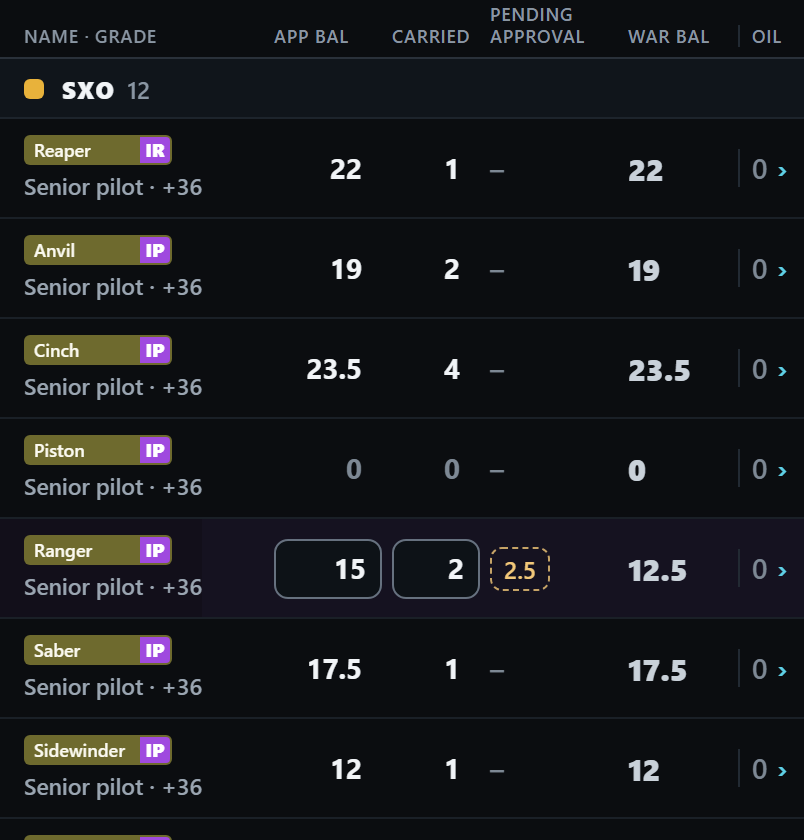 NAME · GRADE APP BAL CARRIED PENDING APPROVAL WAR BAL OIL
SXO 12
Reaper IR
Senior pilot · +36 22 1 – 22 0 ›
Anvil IP
Senior pilot · +36 19 2 – 19 0 ›
Cinch IP
Senior pilot · +36 23.5 4 – 23.5 0 ›
Piston IP
Senior pilot · +36 0 0 – 0 0 ›
Ranger IP
Senior pilot · +36 15 2 2.5 12.5 0 ›
Saber IP
Senior pilot · +36 17.5 1 – 17.5 0 ›
Sidewinder IP
Senior pilot · +36 12 1 – 12 0 ›